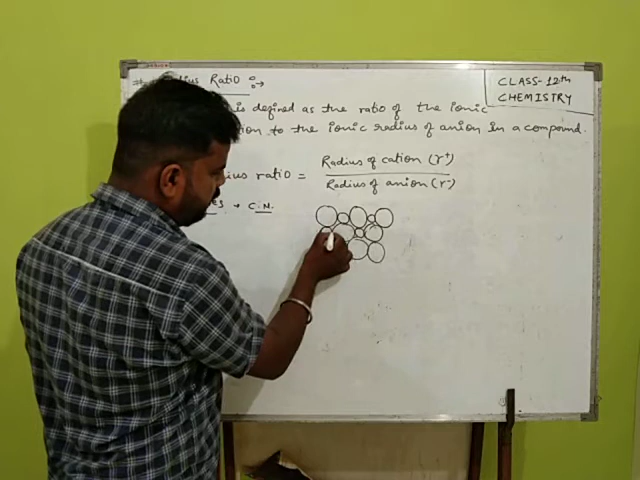 Radius Ratio :→
CLASS-12th
CHEMISTRY
is defined as the ratio of the ionic
to the ionic radius of anion in a compound.
ratio = Radius of cation (r+)
Radius of anion (r-)
→ C.N.